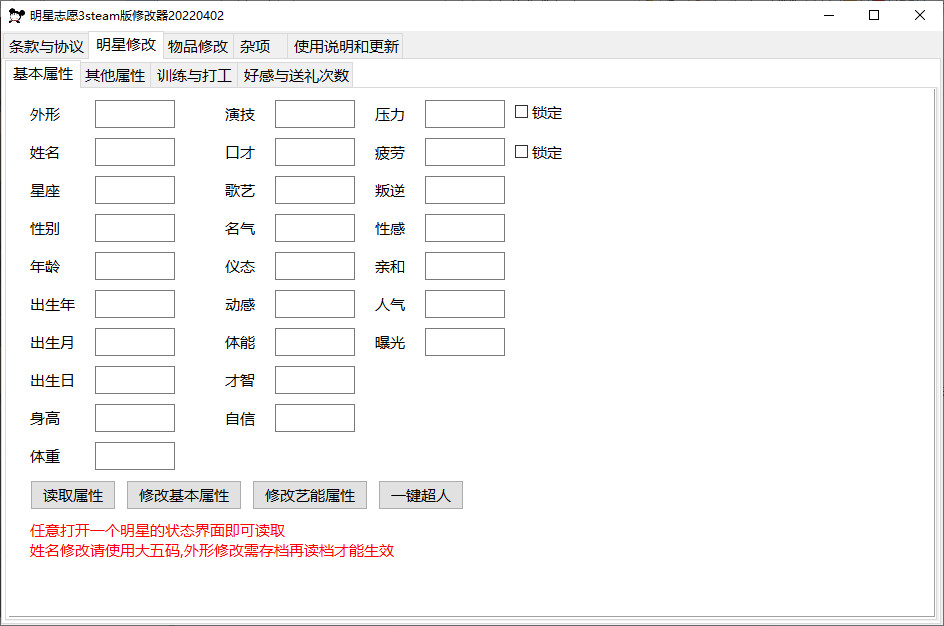 明星志愿3steam版修改器20220402
条款与协议 明星修改 物品修改 杂项 使用说明和更新
基本属性 其他属性 训练与打工 好感与送礼次数
外形 演技 压力 锁定
姓名 口才 疲劳 锁定
星座 歌艺 叛逆
性别 名气 性感
年龄 仪态 亲和
出生年 动感 人气
出生月 体能 曝光
出生日 才智
身高 自信
体重
读取属性 修改基本属性 修改艺能属性 一键超人
任意打开一个明星的状态界面即可读取
姓名修改请使用大五码,外形修改需存档再读档才能生效